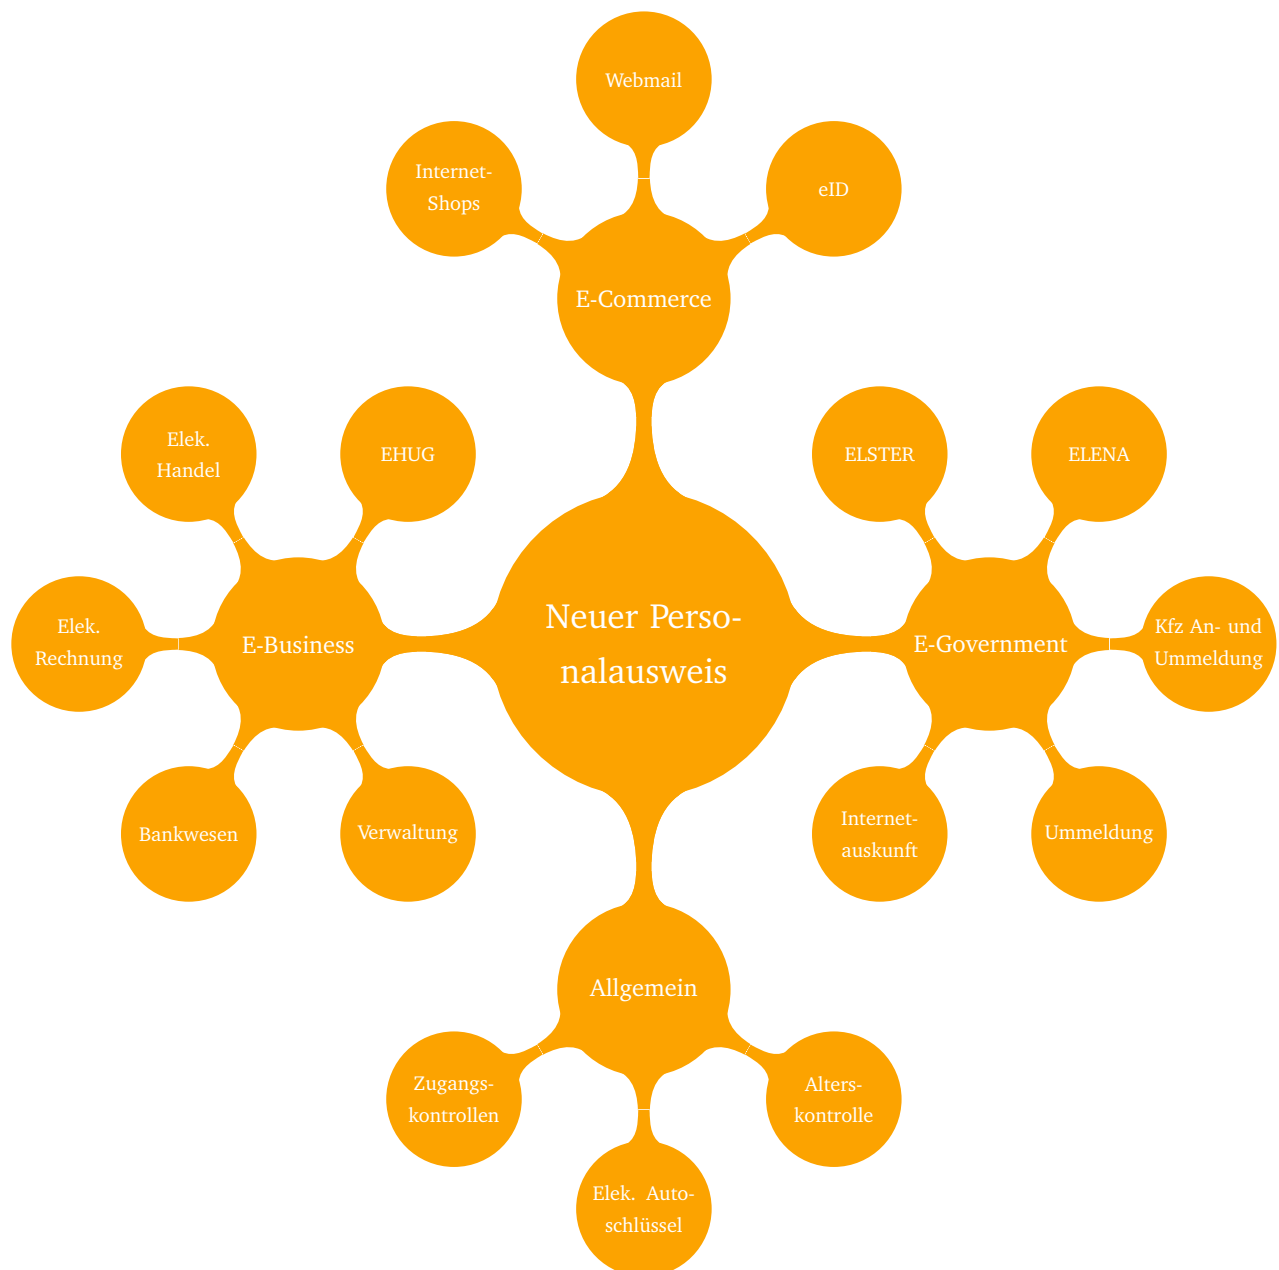 Webmail
Internet-
Shops
eID
E-Commerce
Elek.
Handel
EHUG
ELSTER
ELENA
Elek.
Rechnung
E-Business
Neuer Perso-
nalausweis
E-Government
Kfz An- und
Ummeldung
Bankwesen
Verwaltung
Internet-
auskunft
Ummeldung
Allgemein
Zugangs-
kontrollen
Alters-
kontrolle
Elek. Auto-
schlüssel